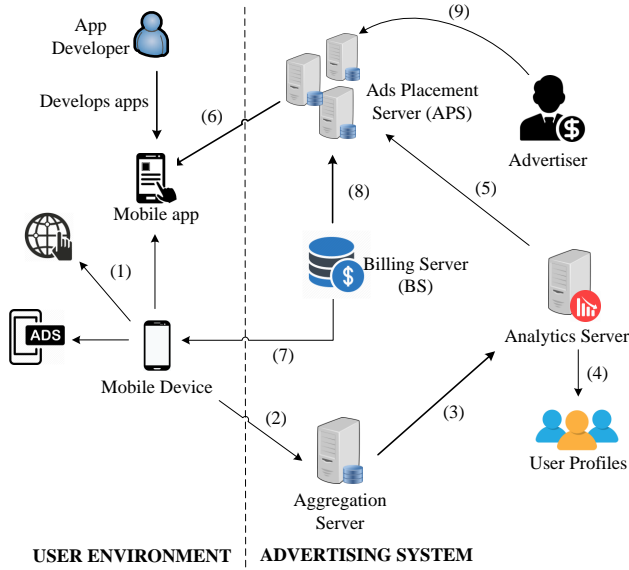 App
Developer
Develops apps
(9)
Ads Placement
Server (APS)
(6)
Advertiser
Mobile app
(8)
(5)
(1)
Billing Server
(BS)
$
$
ADS
(7)
Analytics Server
Mobile Device
(4)
(2)
(3)
User Profiles
Aggregation
Server
USER ENVIRONMENT
ADVERTISING SYSTEM